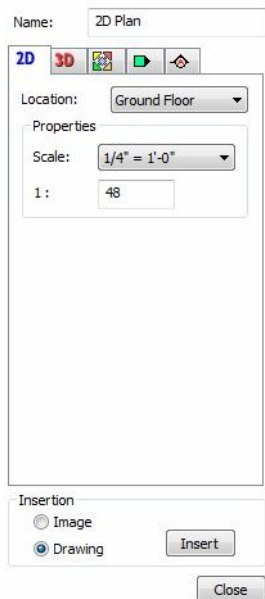 Name: 2D Plan
2D 3D
Location: Ground Floor
Properties
Scale: 1/4" = 1'-0"
1 : 48
Insertion
Image
Drawing Insert
Close